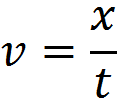 v = x/t